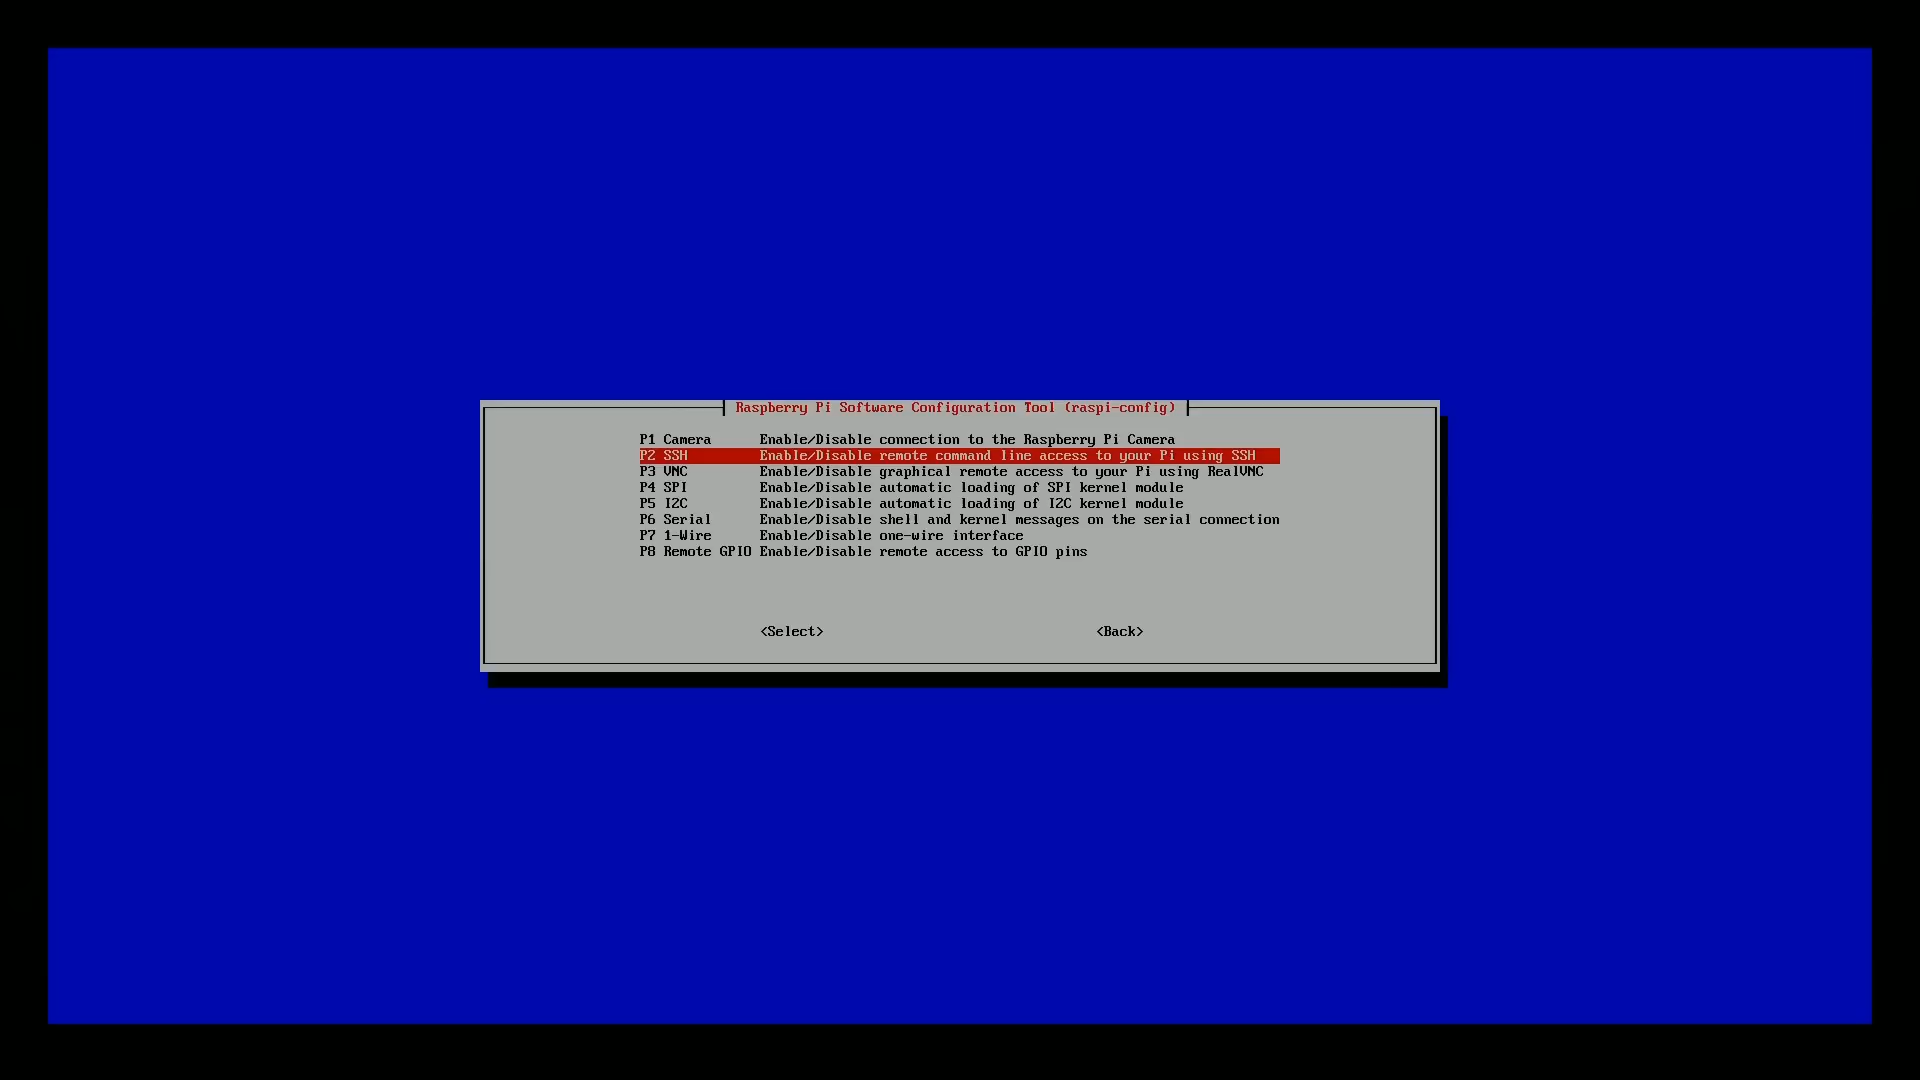 Raspberry Pi Software Configuration Tool (raspi-config)
P1 Camera Enable/Disable connection to the Raspberry Pi Camera
P2 SSH Enable/Disable remote command line access to your Pi using SSH
P3 VNC Enable/Disable graphical remote access to your Pi using RealVNC
P4 SPI Enable/Disable automatic loading of SPI kernel module
P5 I2C Enable/Disable automatic loading of I2C kernel module
P6 Serial Enable/Disable shell and kernel messages on the serial connection
P7 1-Wire Enable/Disable one-wire interface
P8 Remote GPIO Enable/Disable remote access to GPIO pins
<Select> <Back>